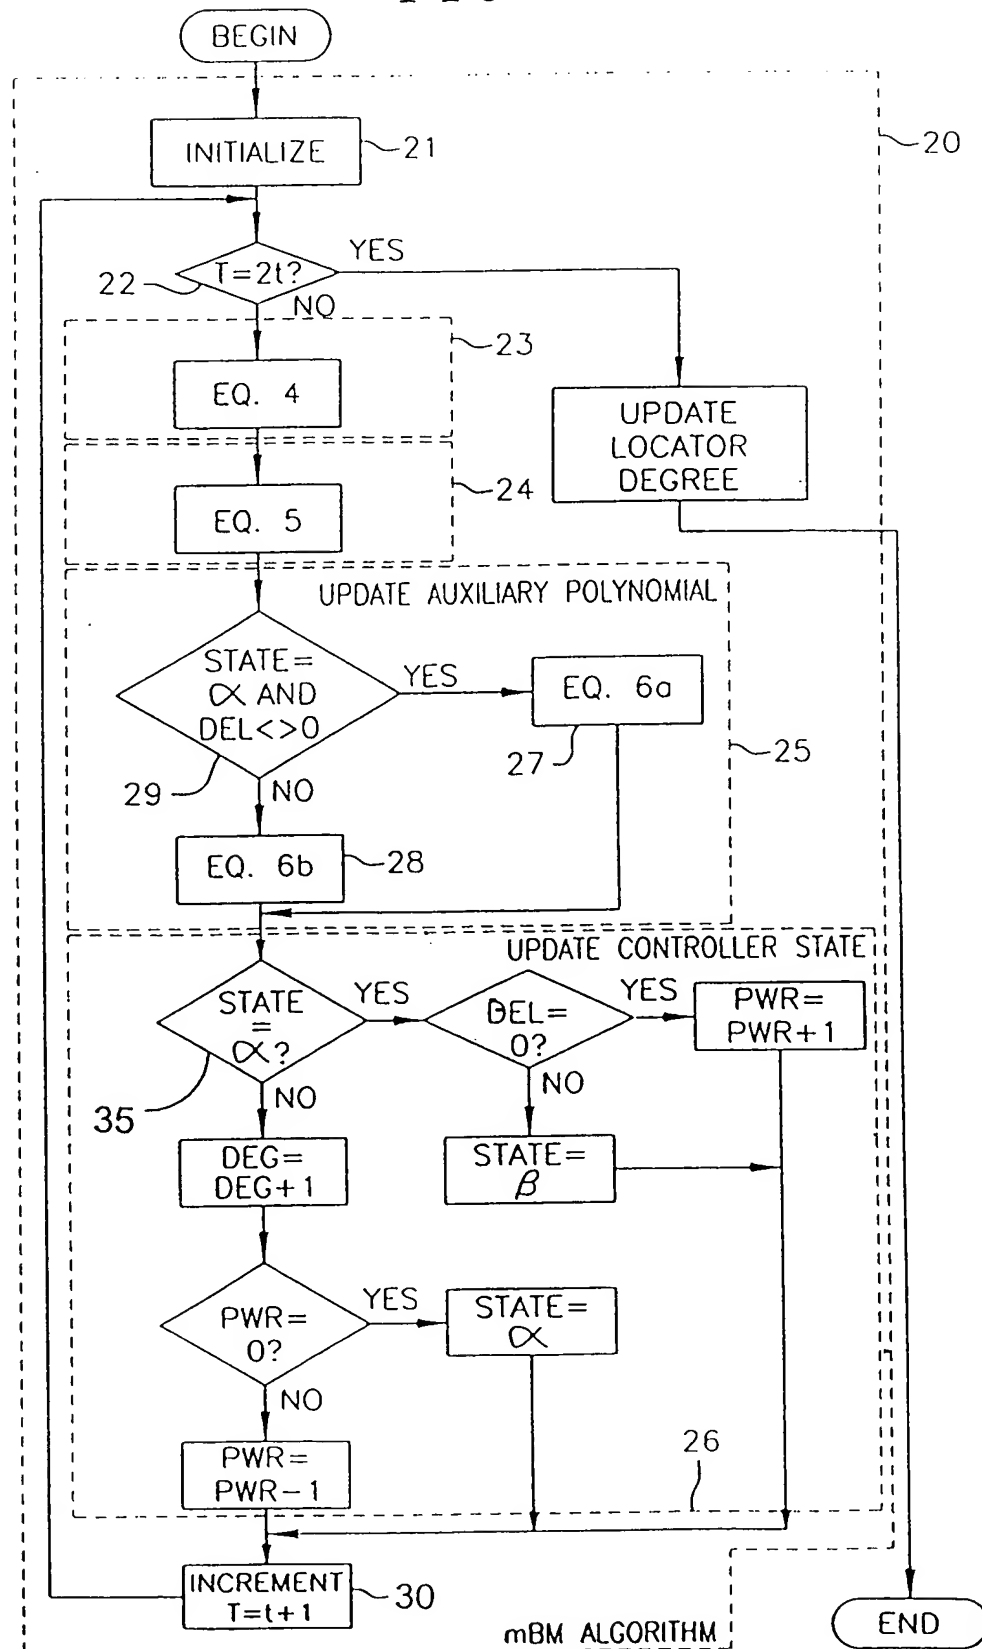 BEGIN
INITIALIZE
21
20
T=2t?
YES
22
NO
23
EQ. 4
UPDATE
LOCATOR
DEGREE
24
EQ. 5
UPDATE AUXILIARY POLYNOMIAL
STATE=
α AND
DEL<>0
YES
EQ. 6a
27
25
29
NO
EQ. 6b
28
UPDATE CONTROLLER STATE
STATE
=
α?
YES
DEL=
0?
YES
PWR=
PWR+1
35
NO
NO
DEG=
DEG+1
STATE=
β
PWR=
0?
YES
STATE=
α
NO
PWR=
PWR-1
26
INCREMENT
T=t+1
30
mBM ALGORITHM
END